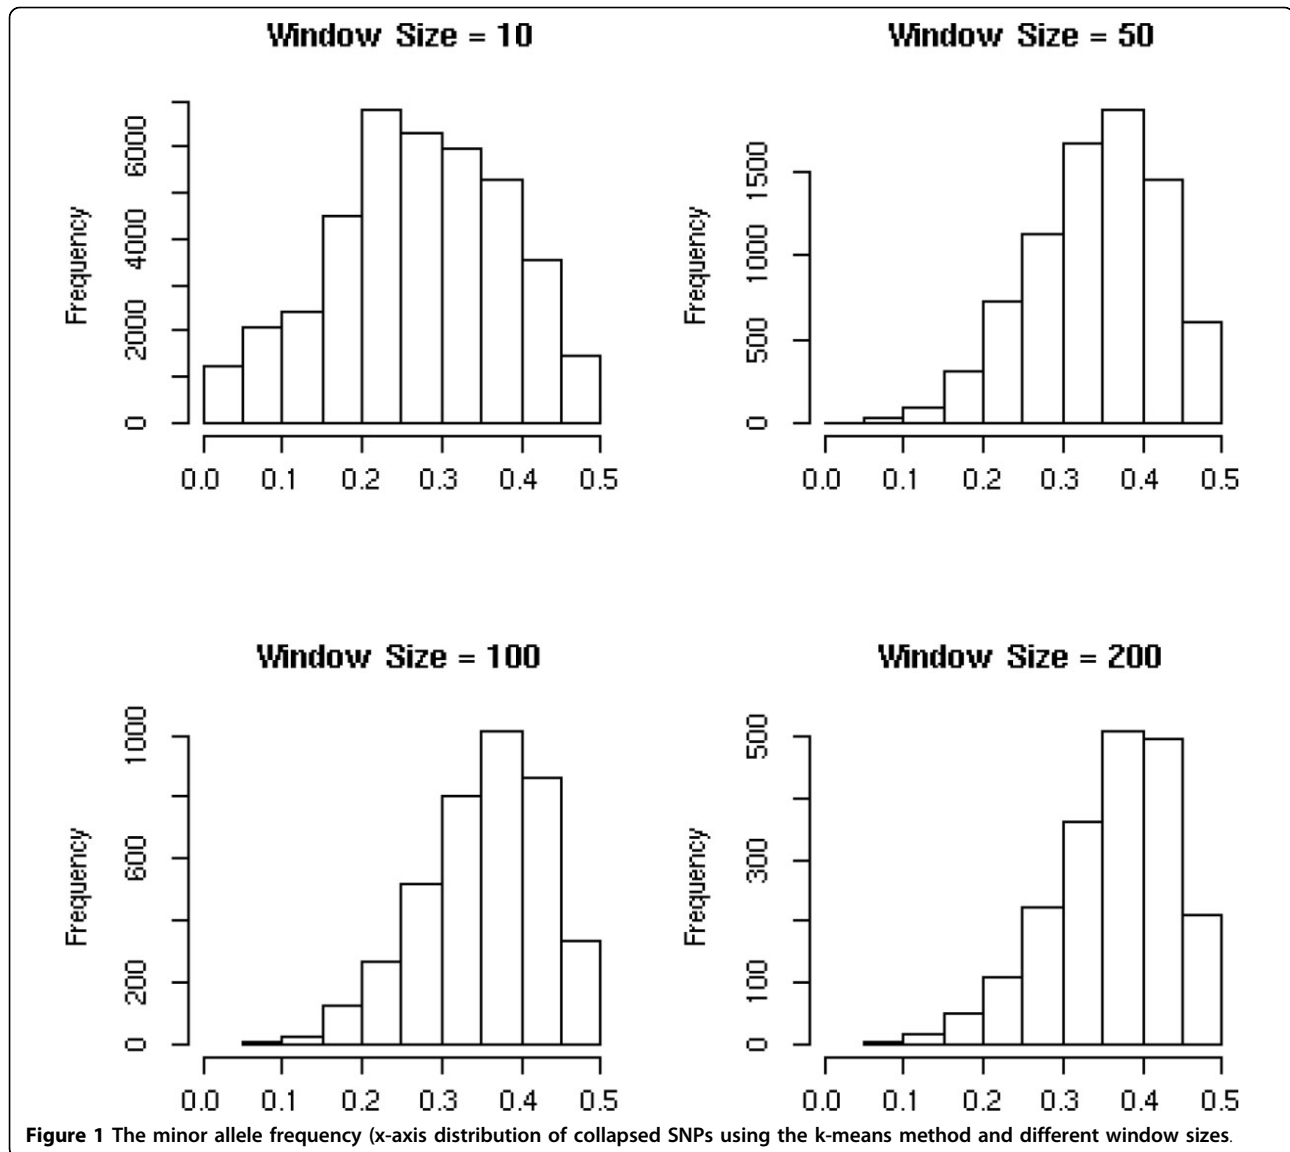 Window Size = 10
Frequency
0 2000 4000 6000
0.0 0.1 0.2 0.3 0.4 0.5
Window Size = 50
Frequency
0 500 1000 1500
0.0 0.1 0.2 0.3 0.4 0.5
Window Size = 100
Frequency
0 200 600 1000
0.0 0.1 0.2 0.3 0.4 0.5
Window Size = 200
Frequency
0 100 300 500
0.0 0.1 0.2 0.3 0.4 0.5
Figure 1 The minor allele frequency (x-axis distribution of collapsed SNPs using the k-means method and different window sizes.